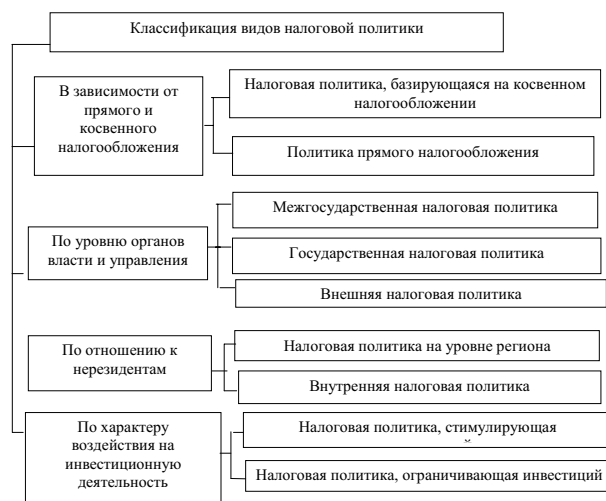 Классификация видов налоговой политики
В зависимости от
прямого и
косвенного
налогообложения
Налоговая политика, базирующаяся на косвенном
налогообложении
Политика прямого налогообложения
По уровню органов
власти и управления
Межгосударственная налоговая политика
Государственная налоговая политика
Внешняя налоговая политика
По отношению к
нерезидентам
Налоговая политика на уровне региона
Внутренняя налоговая политика
По характеру
воздействия на
инвестиционную
деятельность
Налоговая политика, стимулирующая
Налоговая политика, ограничивающая инвестиций